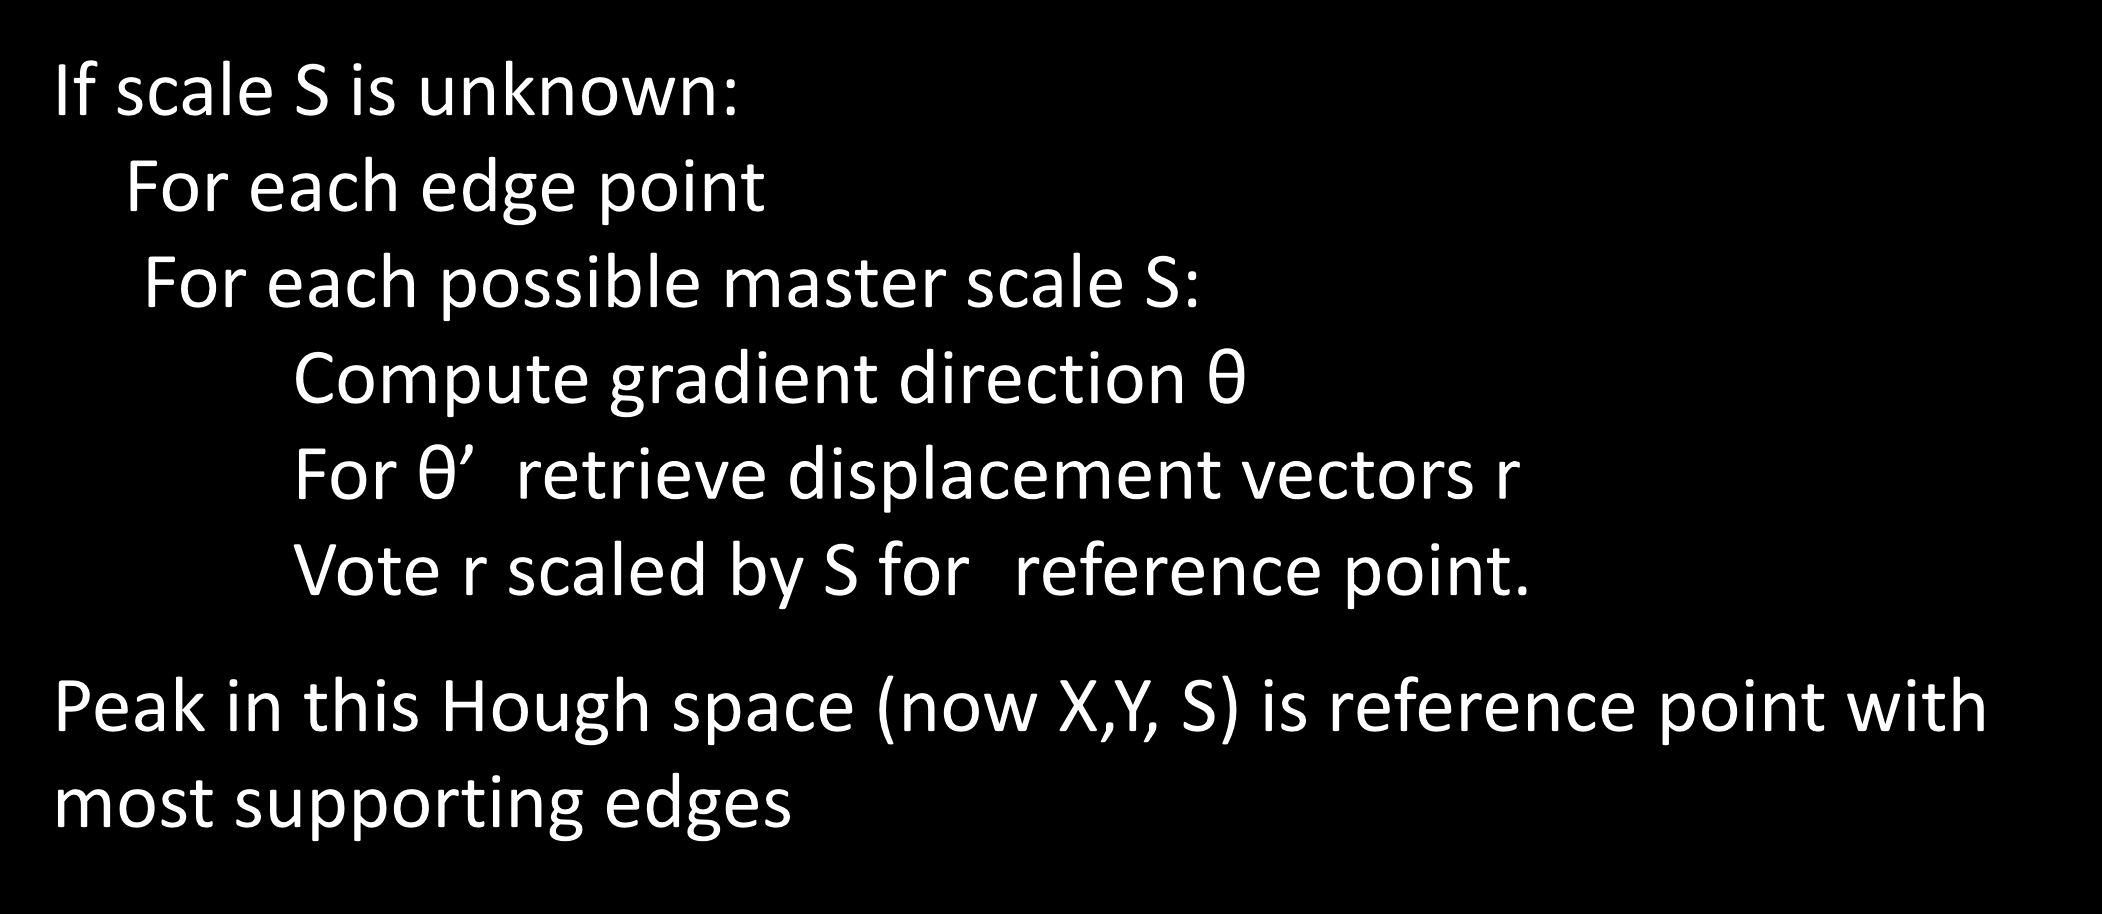 If scale S is unknown:
For each edge point
For each possible master scale S:
Compute gradient direction θ
For θ’ retrieve displacement vectors r
Vote r scaled by S for reference point.
Peak in this Hough space (now X,Y, S) is reference point with
most supporting edges